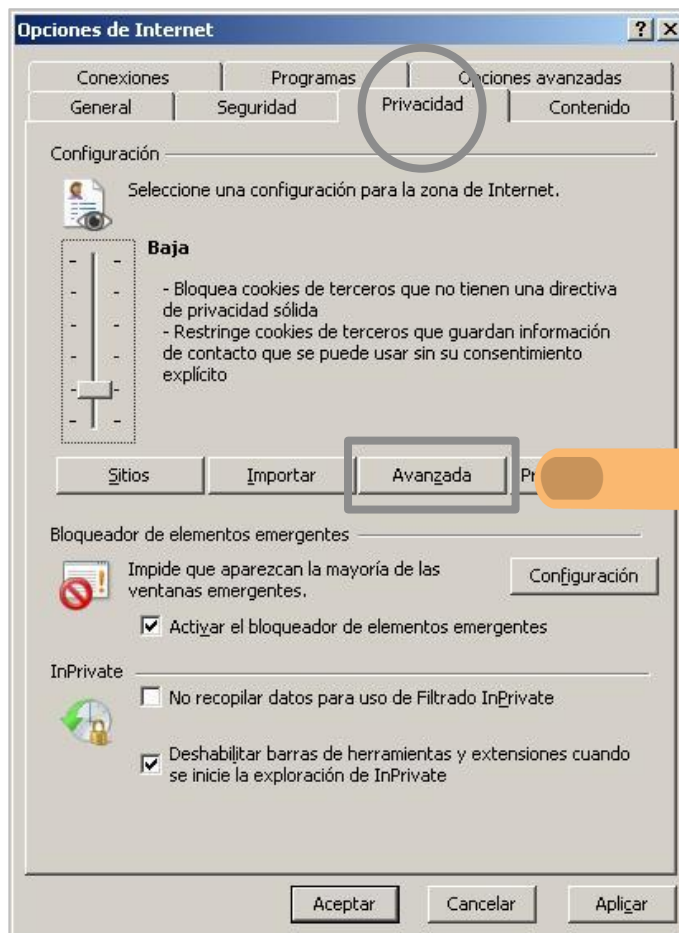 Opciones de Internet
Conexiones Programas Opciones avanzadas
General Seguridad Privacidad Contenido
Configuración
Seleccione una configuración para la zona de Internet.
Baja
- Bloquea cookies de terceros que no tienen una directiva
de privacidad sólida
- Restringe cookies de terceros que guardan información
de contacto que se puede usar sin su consentimiento
explícito
Sitios Importar Avanzada
Bloqueador de elementos emergentes
Impide que aparezcan la mayoría de las
ventanas emergentes.
Configuración
Activar el bloqueador de elementos emergentes
InPrivate
No recopilar datos para uso de Filtrado InPrivate
Deshabilitar barras de herramientas y extensiones cuando
se inicie la exploración de InPrivate
Aceptar Cancelar Aplicar